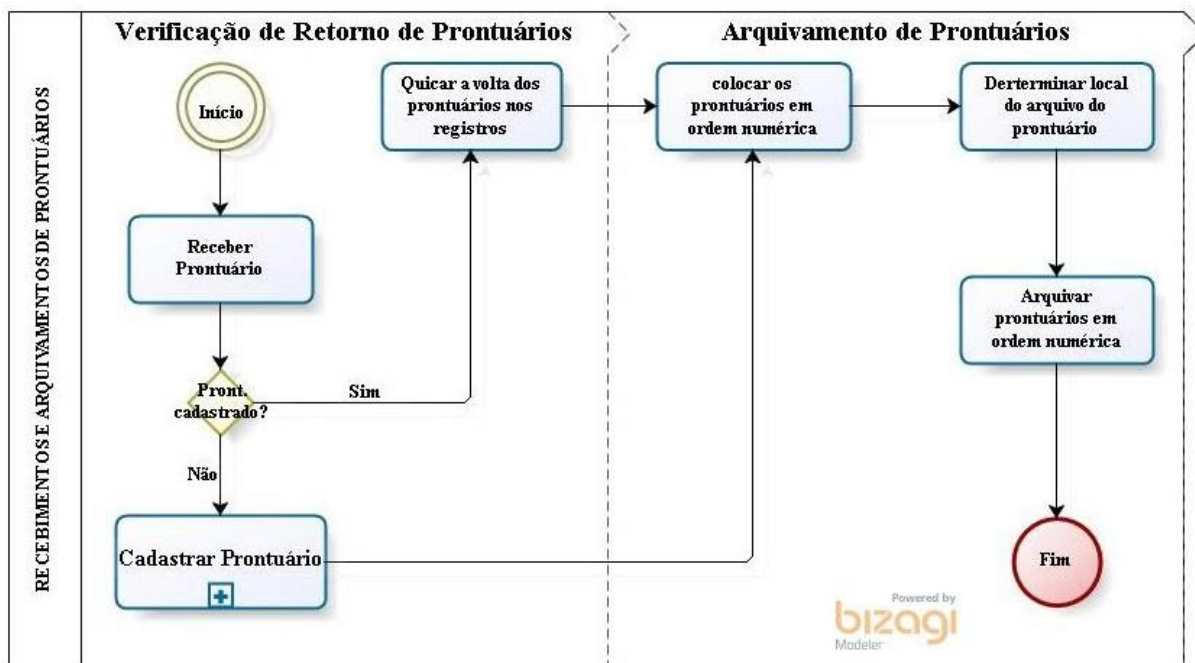 RECEBIMENTOS E ARQUIVAMENTOS DE PRONTUÁRIOS
Verificação de Retorno de Prontuários
Arquivamento de Prontuários
Início
Quicar a volta dos
prontuários nos
registros
colocar os
prontuários em
ordem numérica
Derterminar local
do arquivo do
prontuário
Receber
Prontuário
Arquivar
prontuários em
ordem numérica
Pront.
cadastrado?
Sim
Não
Cadastrar Prontuário
Fim
Powered by
bizagi
Modeler